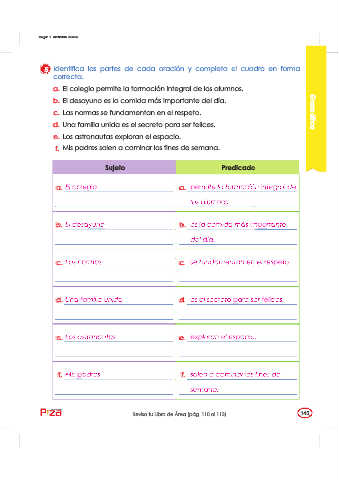 8 Identifica las partes de cada oración y completa el cuadro en forma
correcta.
a. El colegio permite la formación integral de los alumnos.
b. El desayuno es la comida más importante del día.
c. Las normas se fundamentan en el respeto.
d. Una familia unida es el secreto para ser felices.
e. Los astronautas exploran el espacio.
f. Mis padres salen a caminar los fines de semana.
Sujeto Predicado
a. El colegio a. permite la formación integral de
los alumnos.
b. El desayuno b. es la comida más importante
del día.
c. Las normas c. se fundamentan en el respeto.
d. Una familia unida d. es el secreto para ser felices.
e. Los astronautas e. exploran el espacio.
f. Mis padres f. salen a caminar los fines de
semana.
Revisa tu Libro de Área (pág. 110 al 113)